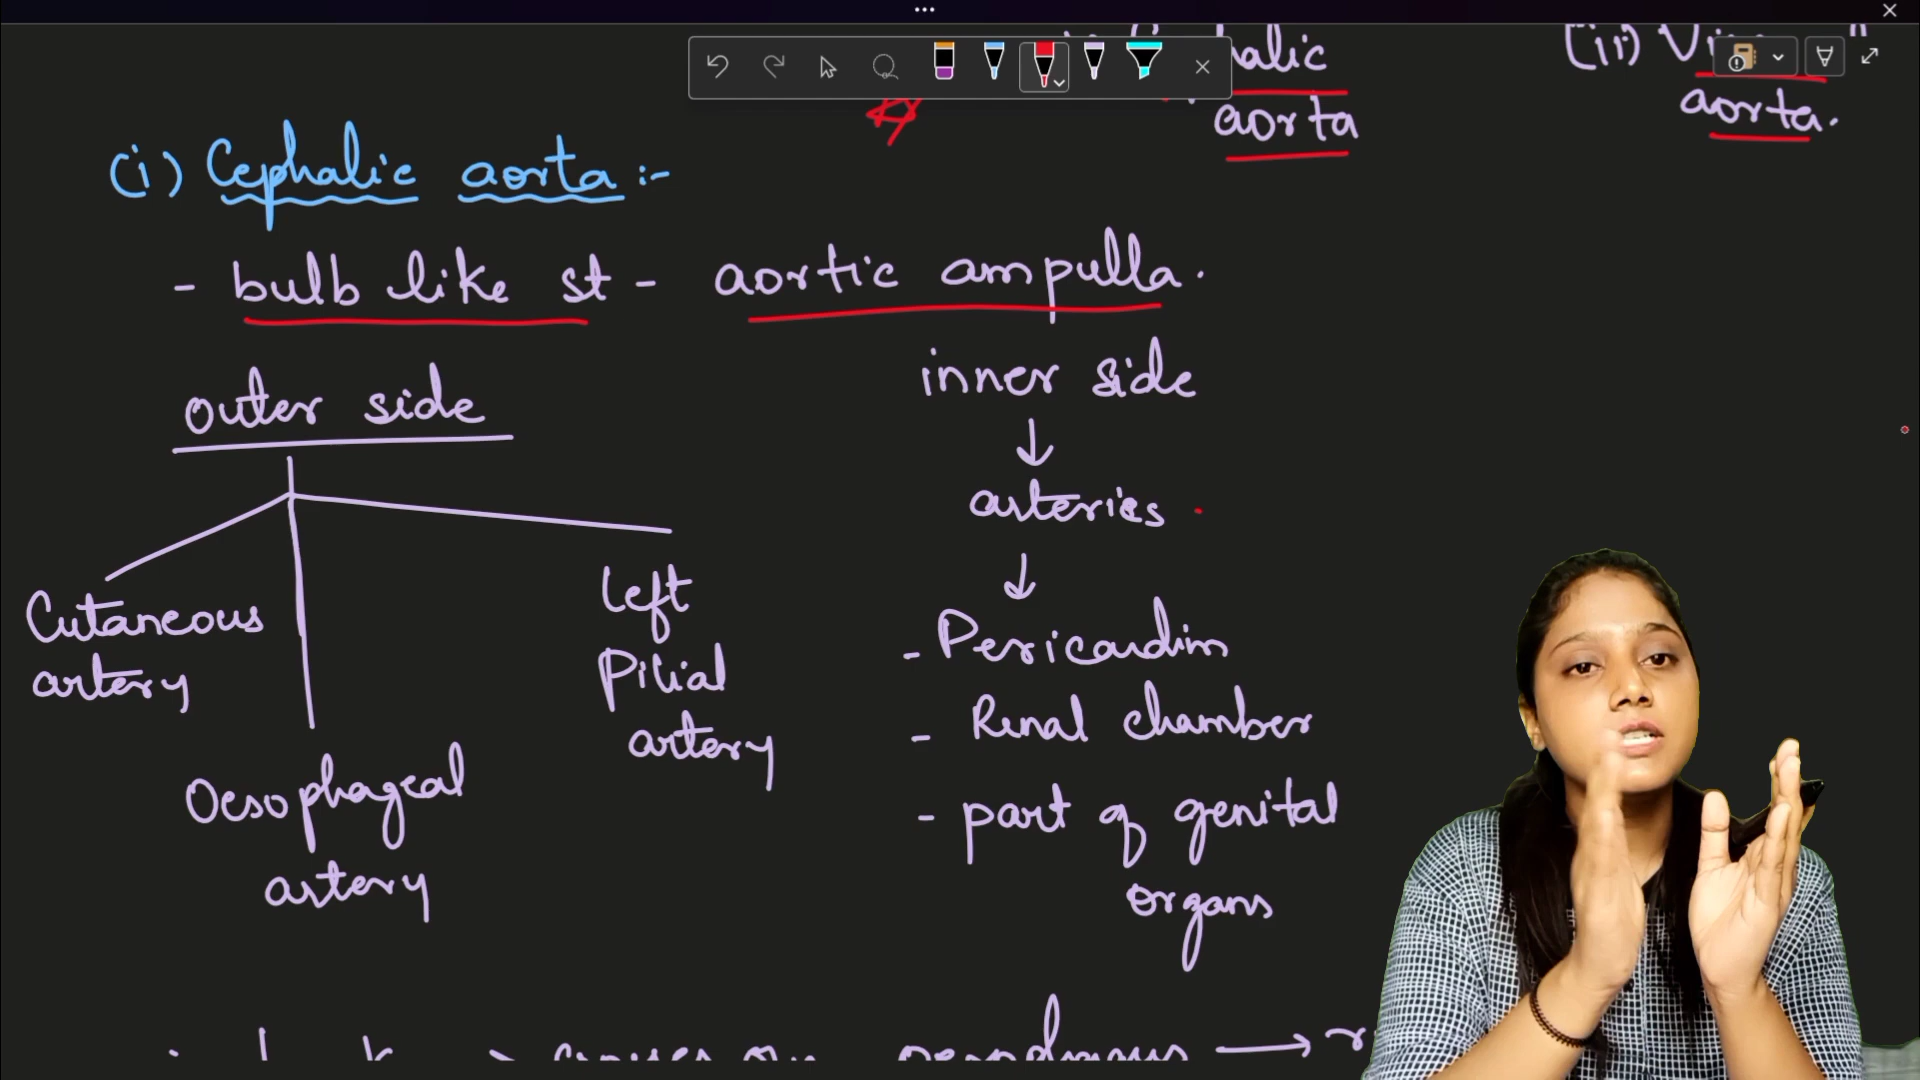 alic
aorta
(ii)
aorta.
(i) Cephalic aorta :-
- bulb like st - aortic ampulla.
outer side
inner side
↓
arteries
↓
Cutaneous
artery
Oesophageal
artery
Left
Pilial
artery
- Pericardim
- Renal chamber
- part of genital
organs